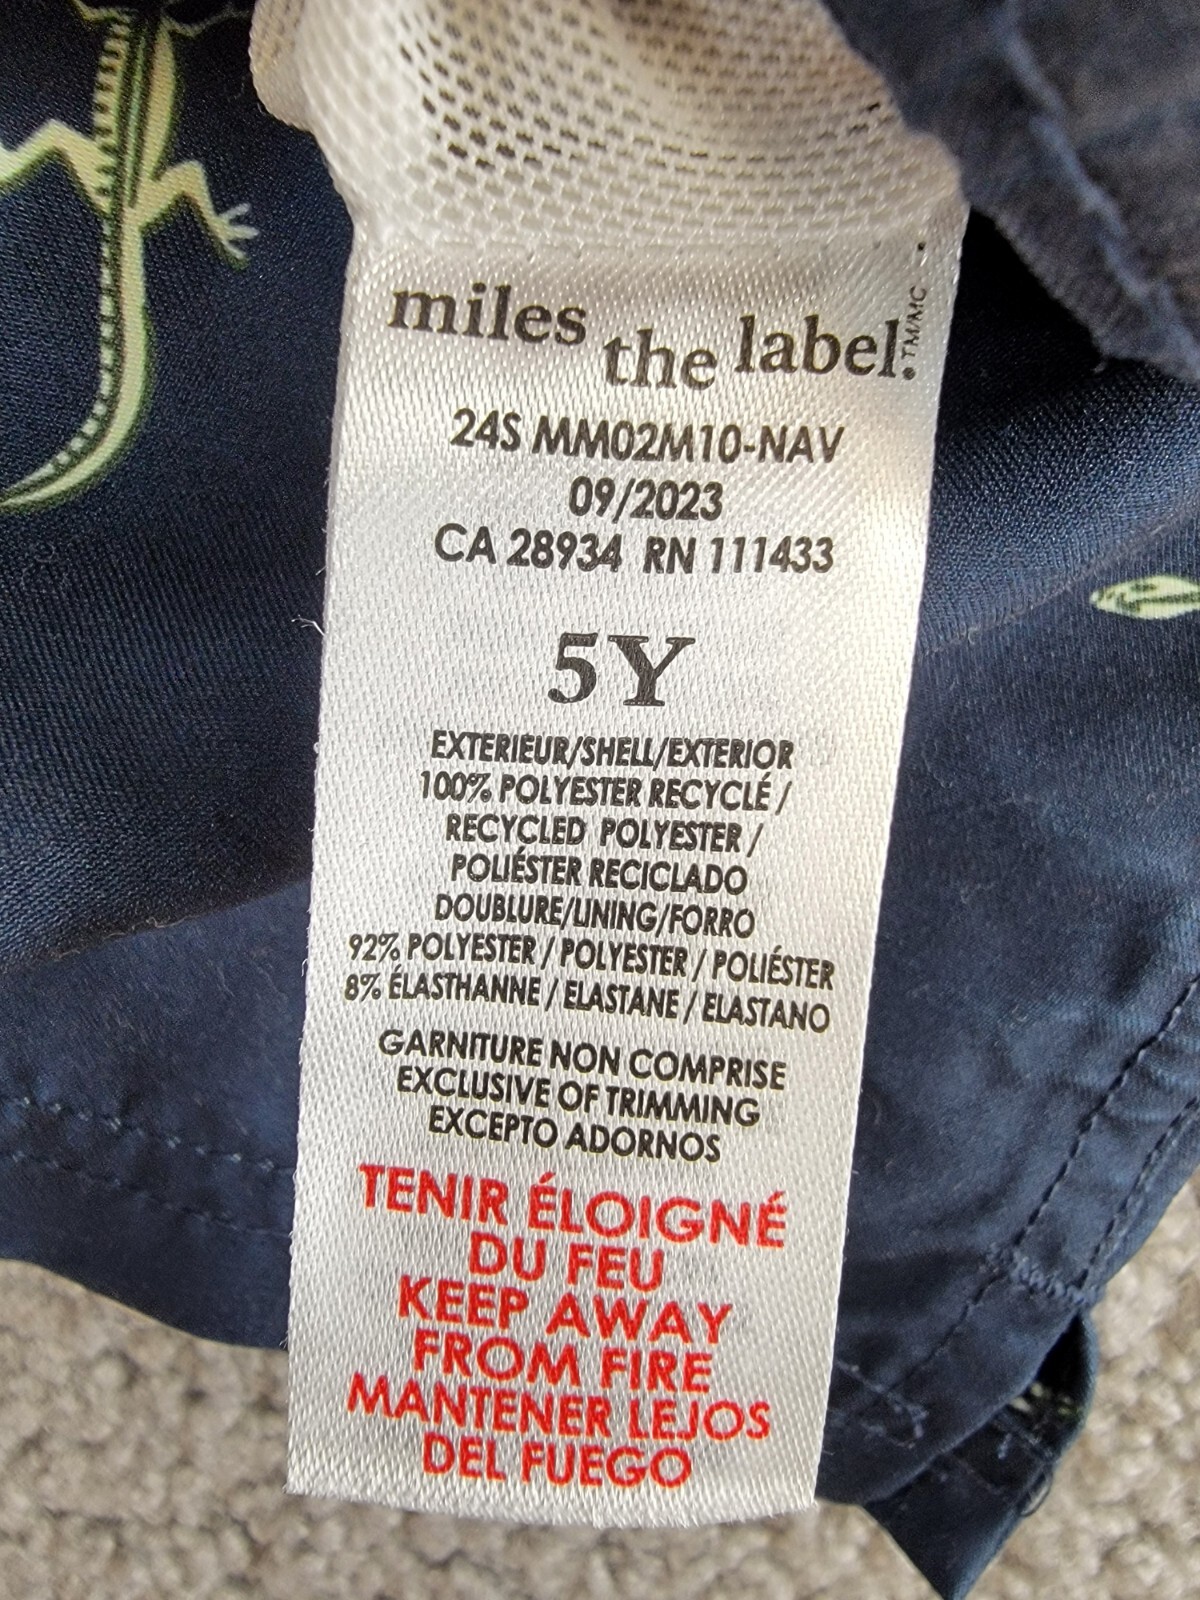 miles the label.™/MC
24S MM02M10-NAV
09/2023
CA 28934 RN 111433
5Y
EXTERIEUR/SHELL/EXTERIOR
100% POLYESTER RECYCLÉ /
RECYCLED POLYESTER /
POLIÉSTER RECICLADO
DOUBLURE/LINING/FORRO
92% POLYESTER / POLYESTER / POLIÉSTER
8% ÉLASTHANNE / ELASTANE / ELASTANO
GARNITURE NON COMPRISE
EXCLUSIVE OF TRIMMING
EXCEPTO ADORNOS
TENIR ÉLOIGNÉ
DU FEU
KEEP AWAY
FROM FIRE
MANTENER LEJOS
DEL FUEGO